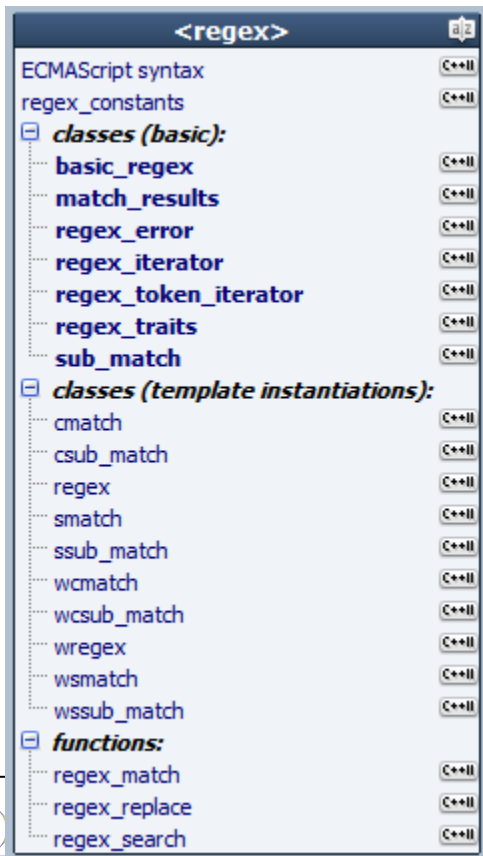 <regex>
a z
ECMAScript syntax C++11
regex_constants C++11
classes (basic):
basic_regex C++11
match_results C++11
regex_error C++11
regex_iterator C++11
regex_token_iterator C++11
regex_traits C++11
sub_match C++11
classes (template instantiations):
cmatch C++11
csub_match C++11
regex C++11
smatch C++11
ssub_match C++11
wcmatch C++11
wcsub_match C++11
wregex C++11
wsmatch C++11
wssub_match C++11
functions:
regex_match C++11
regex_replace C++11
regex_search C++11